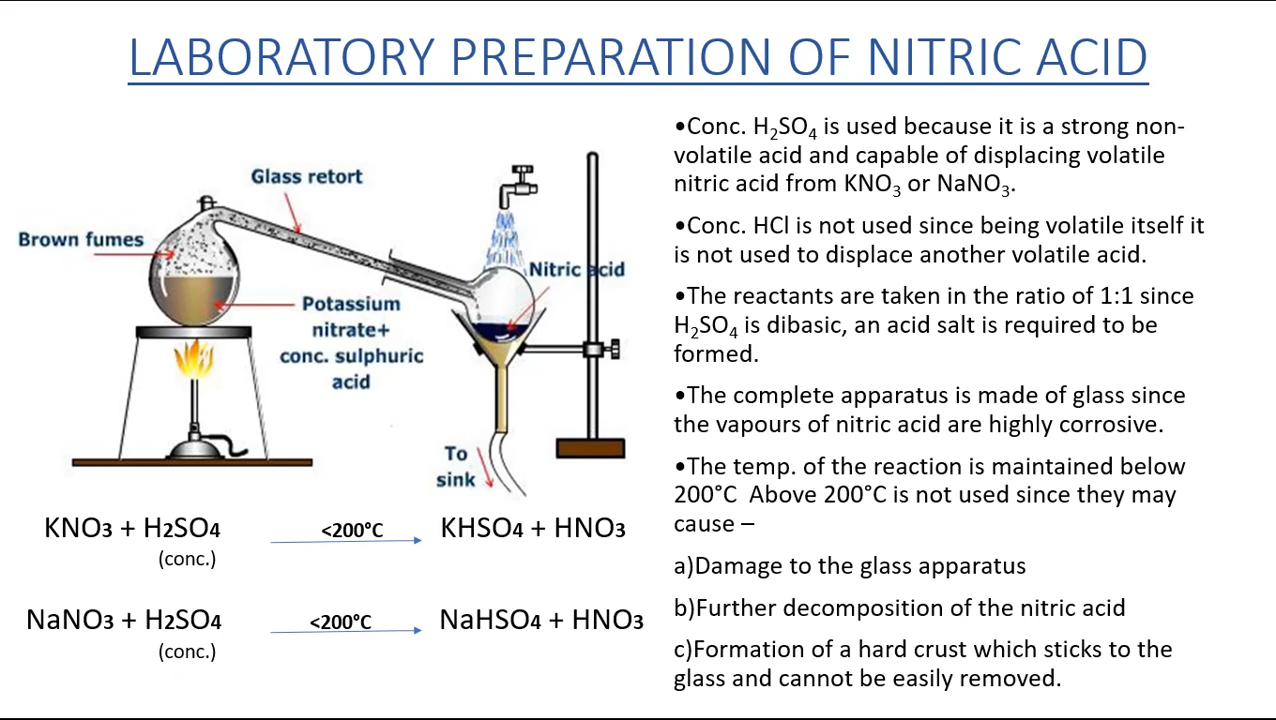 LABORATORY PREPARATION OF NITRIC ACID
Glass retort
Brown fumes
Nitric acid
Potassium
nitrate+
conc. sulphuric
acid
To
sink
KNO3 + H2SO4 <200°C KHSO4 + HNO3
(conc.)
NaNO3 + H2SO4 <200°C NaHSO4 + HNO3
(conc.)
•Conc. H₂SO₄ is used because it is a strong non-
volatile acid and capable of displacing volatile
nitric acid from KNO₃ or NaNO₃.
•Conc. HCl is not used since being volatile itself it
is not used to displace another volatile acid.
•The reactants are taken in the ratio of 1:1 since
H₂SO₄ is dibasic, an acid salt is required to be
formed.
•The complete apparatus is made of glass since
the vapours of nitric acid are highly corrosive.
•The temp. of the reaction is maintained below
200°C Above 200°C is not used since they may
cause –
a)Damage to the glass apparatus
b)Further decomposition of the nitric acid
c)Formation of a hard crust which sticks to the
glass and cannot be easily removed.